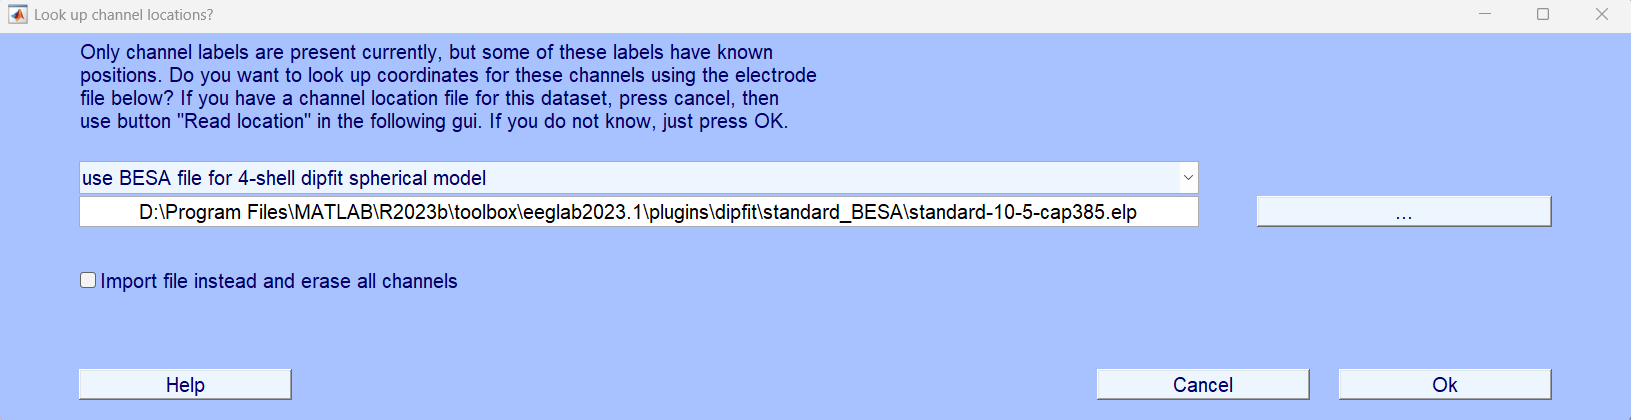 Look up channel locations?
Only channel labels are present currently, but some of these labels have known
positions. Do you want to look up coordinates for these channels using the electrode
file below? If you have a channel location file for this dataset, press cancel, then
use button "Read location" in the following gui. If you do not know, just press OK.
use BESA file for 4-shell dipfit spherical model
D:\Program Files\MATLAB\R2023b\toolbox\eeglab2023.1\plugins\dipfit\standard_BESA\standard-10-5-cap385.elp
...
Import file instead and erase all channels
Help
Cancel
Ok